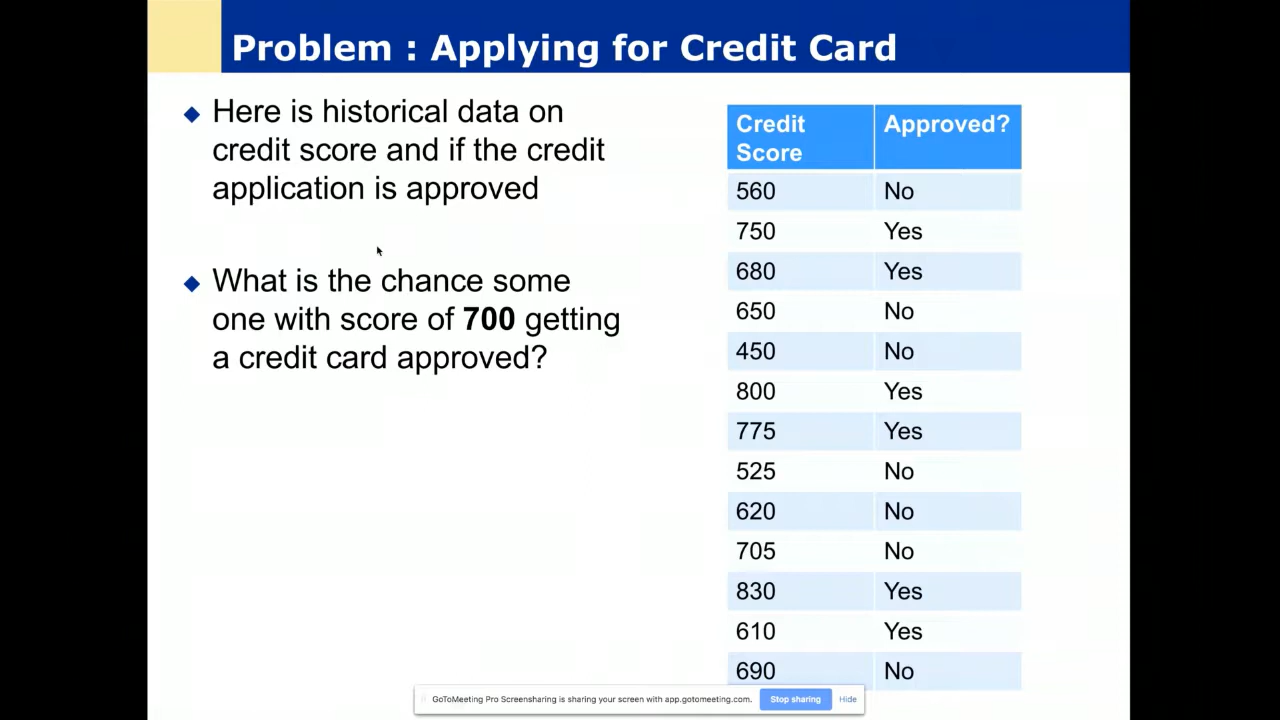 Problem : Applying for Credit Card
Here is historical data on
credit score and if the credit
application is approved
What is the chance some
one with score of 700 getting
a credit card approved?
Credit Score Approved?
560 No
750 Yes
680 Yes
650 No
450 No
800 Yes
775 Yes
525 No
620 No
705 No
830 Yes
610 Yes
690 No
GoToMeeting Pro Screensharing is sharing your screen with app.gotomeeting.com. Stop sharing Hide